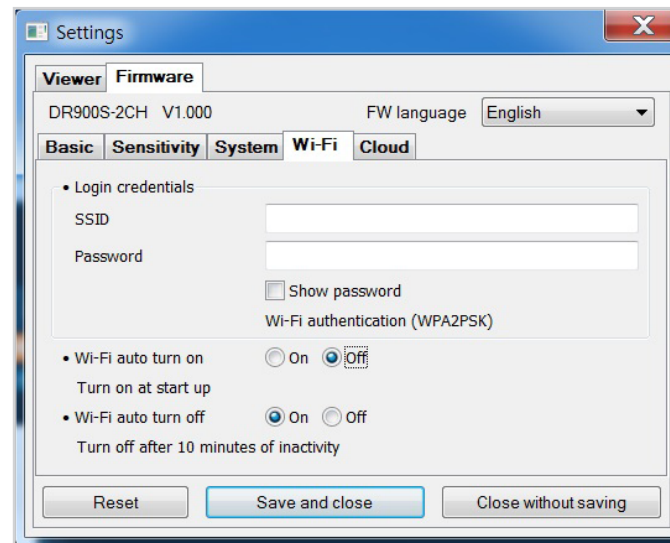 Settings
X
Viewer Firmware
DR900S-2CH V1.000 FW language English
Basic Sensitivity System Wi-Fi Cloud
• Login credentials
SSID
Password
Show password
Wi-Fi authentication (WPA2PSK)
• Wi-Fi auto turn on On Off
Turn on at start up
• Wi-Fi auto turn off On Off
Turn off after 10 minutes of inactivity
Reset Save and close Close without saving